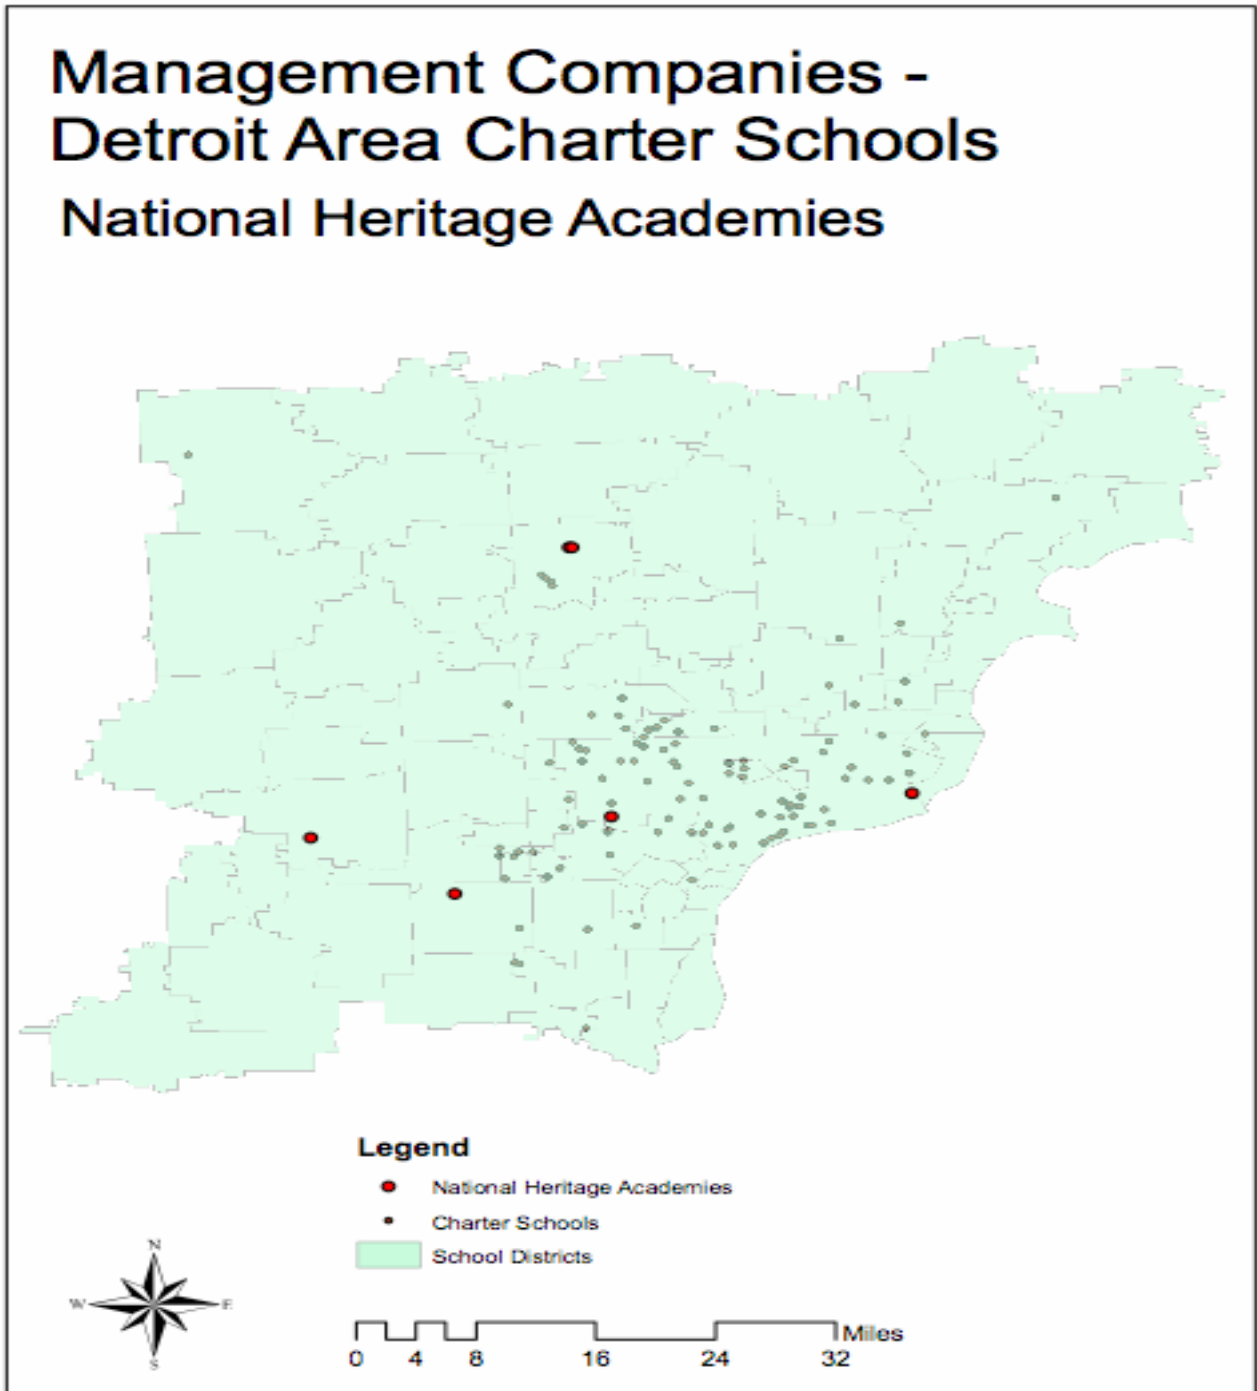 Management Companies -
Detroit Area Charter Schools
National Heritage Academies
Legend
National Heritage Academies
Charter Schools
School Districts
N
W E
S
Miles
0 4 8 16 24 32